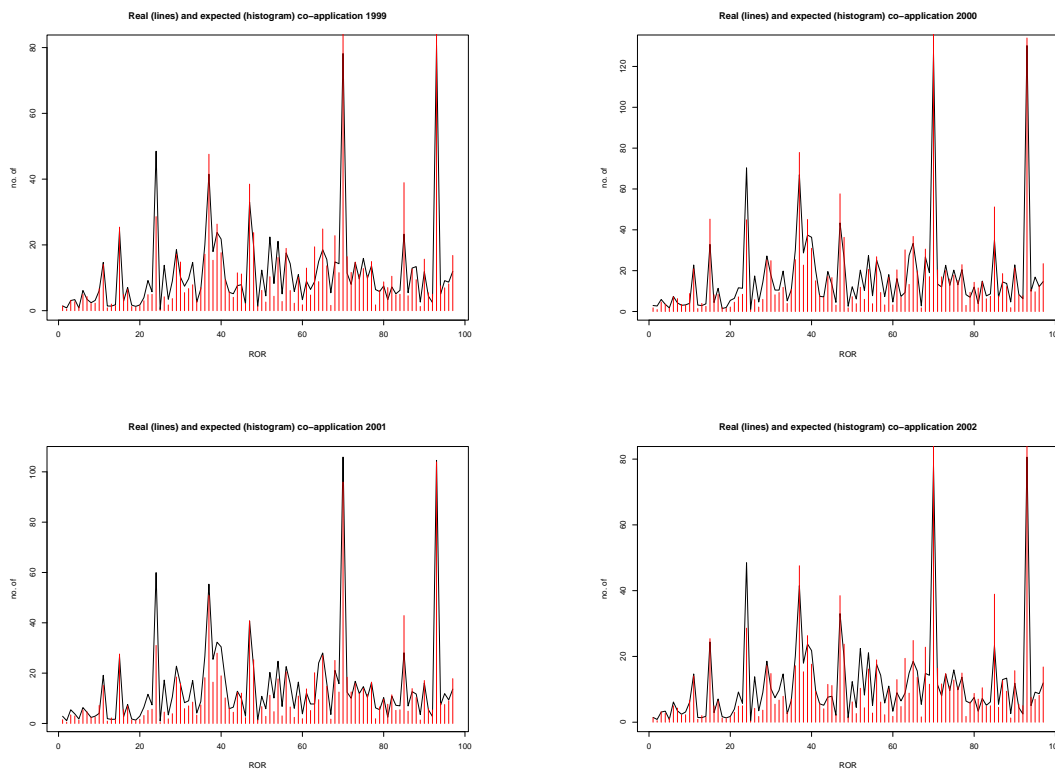 Real (lines) and expected (histogram) co−application 1999
80
60
40
20
0
no. of
0 20 40 60 80 100
ROR
Real (lines) and expected (histogram) co−application 2000
120
100
80
60
40
20
0
no. of
0 20 40 60 80 100
ROR
Real (lines) and expected (histogram) co−application 2001
100
80
60
40
20
0
no. of
0 20 40 60 80 100
ROR
Real (lines) and expected (histogram) co−application 2002
80
60
40
20
0
no. of
0 20 40 60 80
ROR